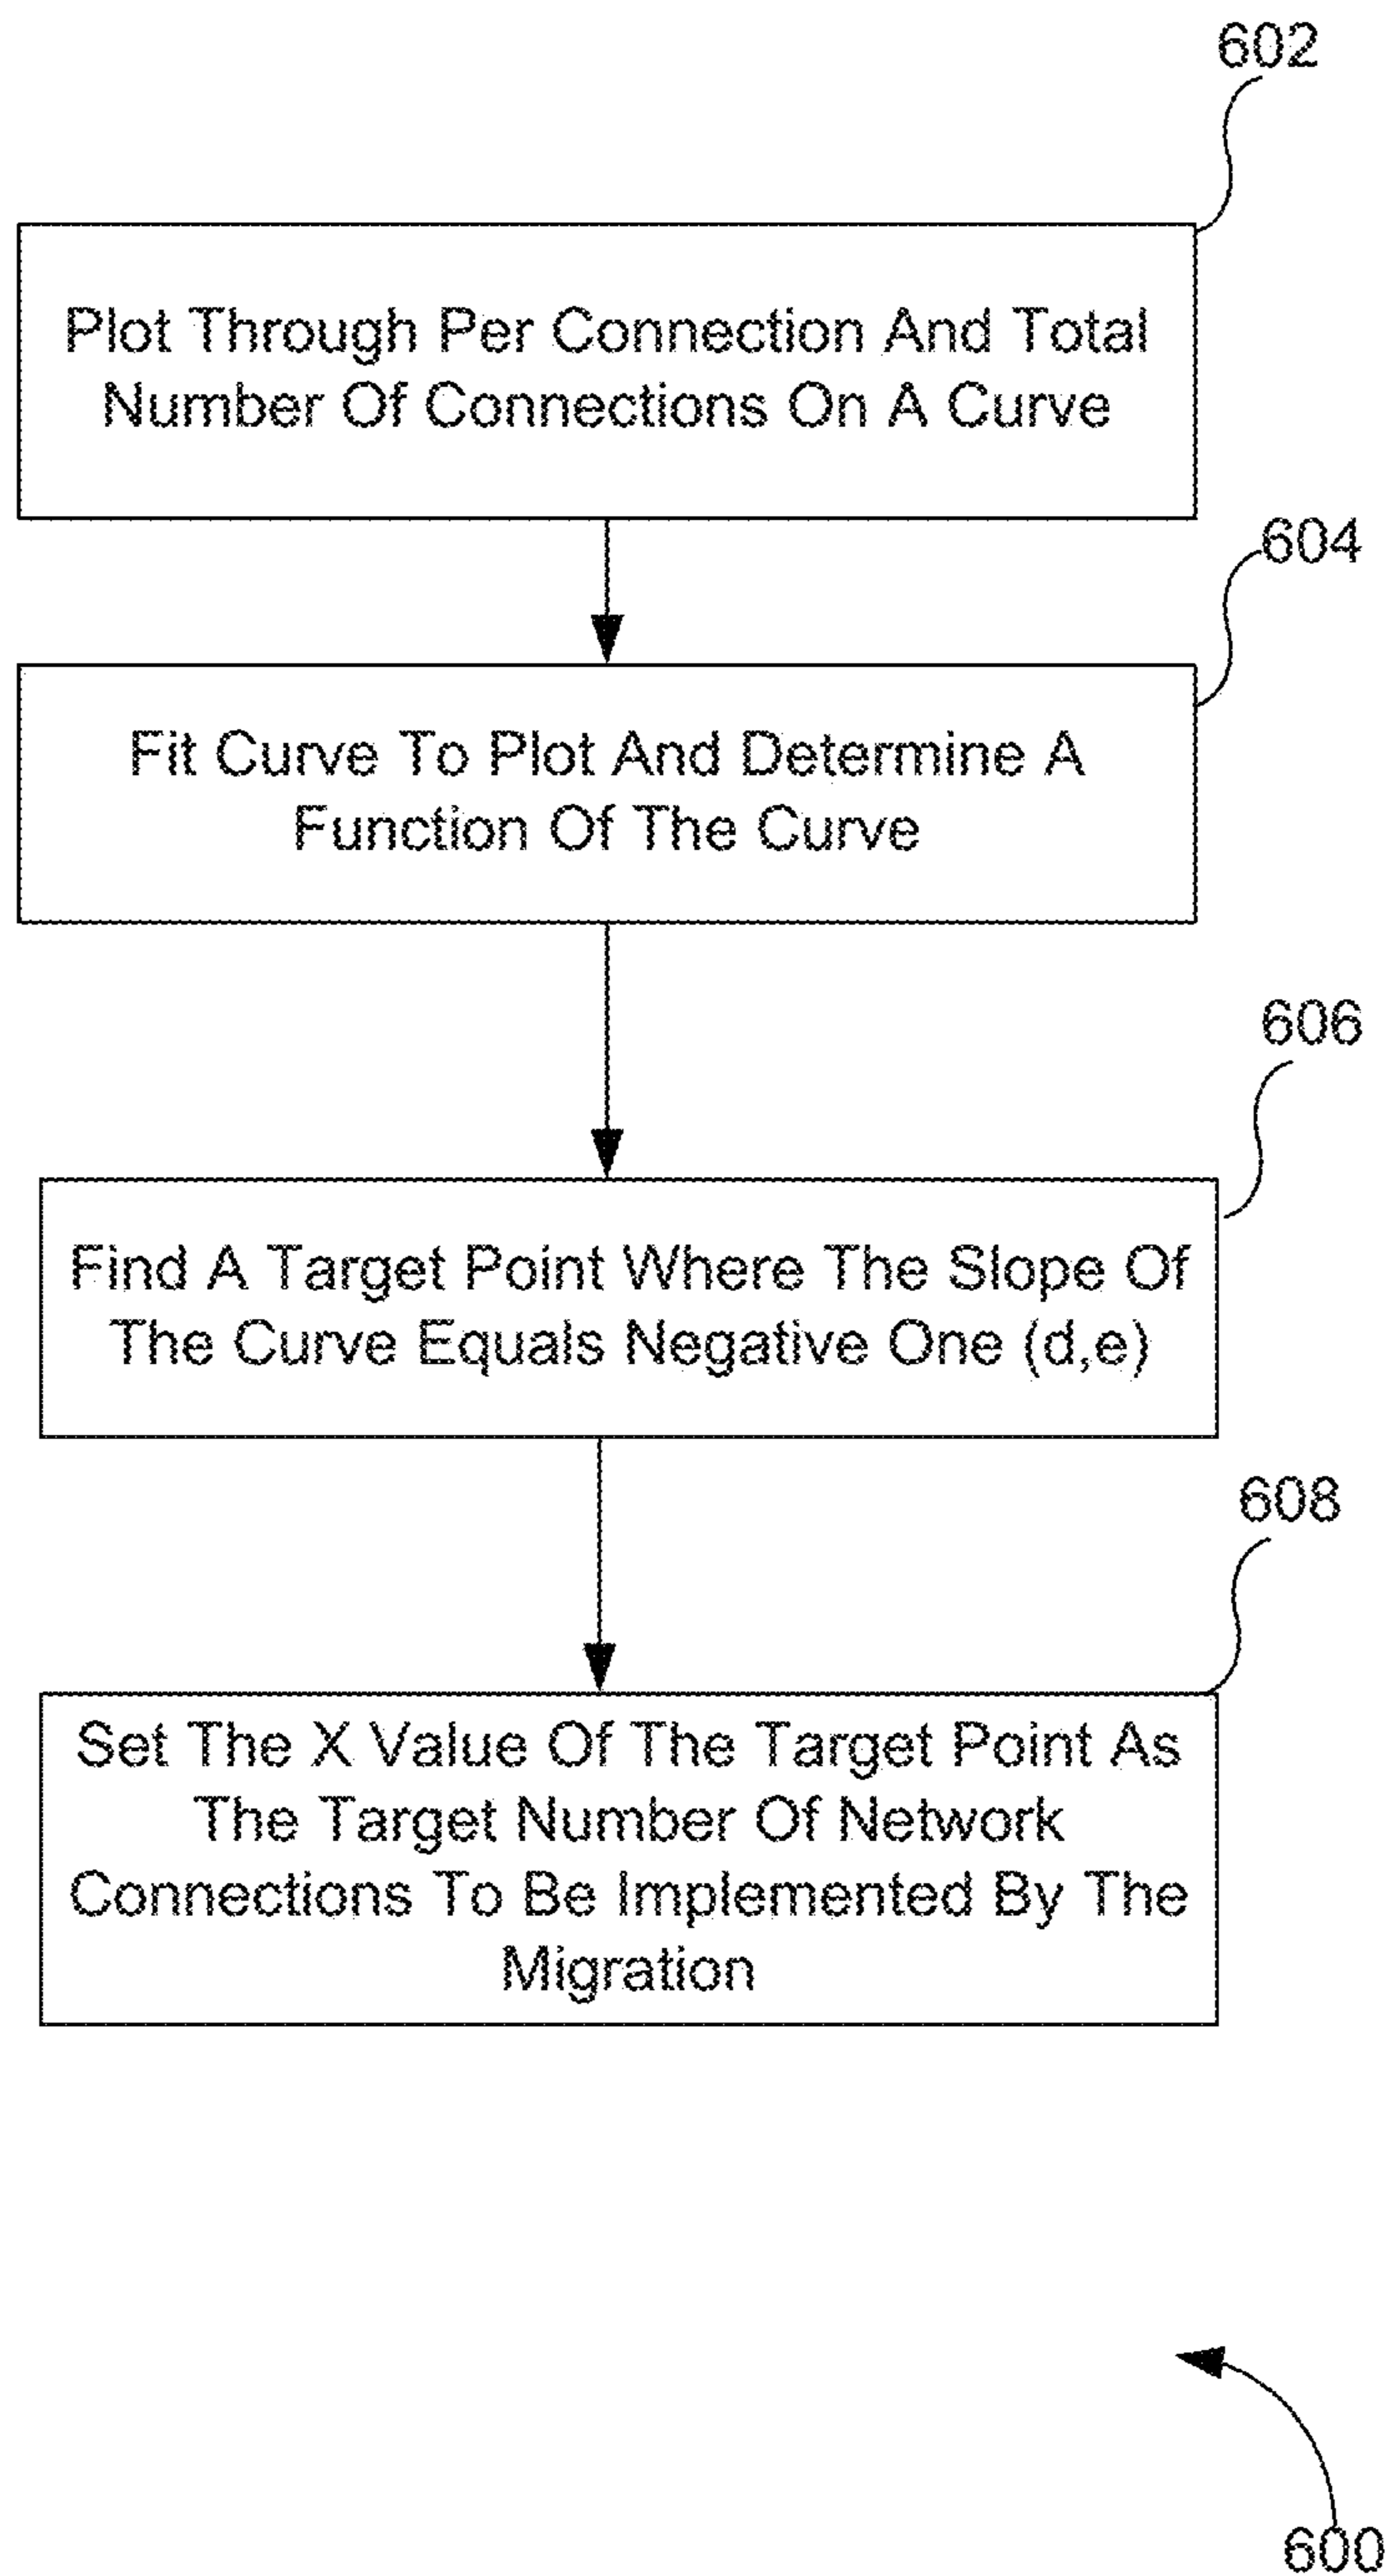 602
Plot Through Per Connection And Total
Number Of Connections On A Curve
604
Fit Curve To Plot And Determine A
Function Of The Curve
606
Find A Target Point Where The Slope Of
The Curve Equals Negative One (d,e)
608
Set The X Value Of The Target Point As
The Target Number Of Network
Connections To Be Implemented By The
Migration
600